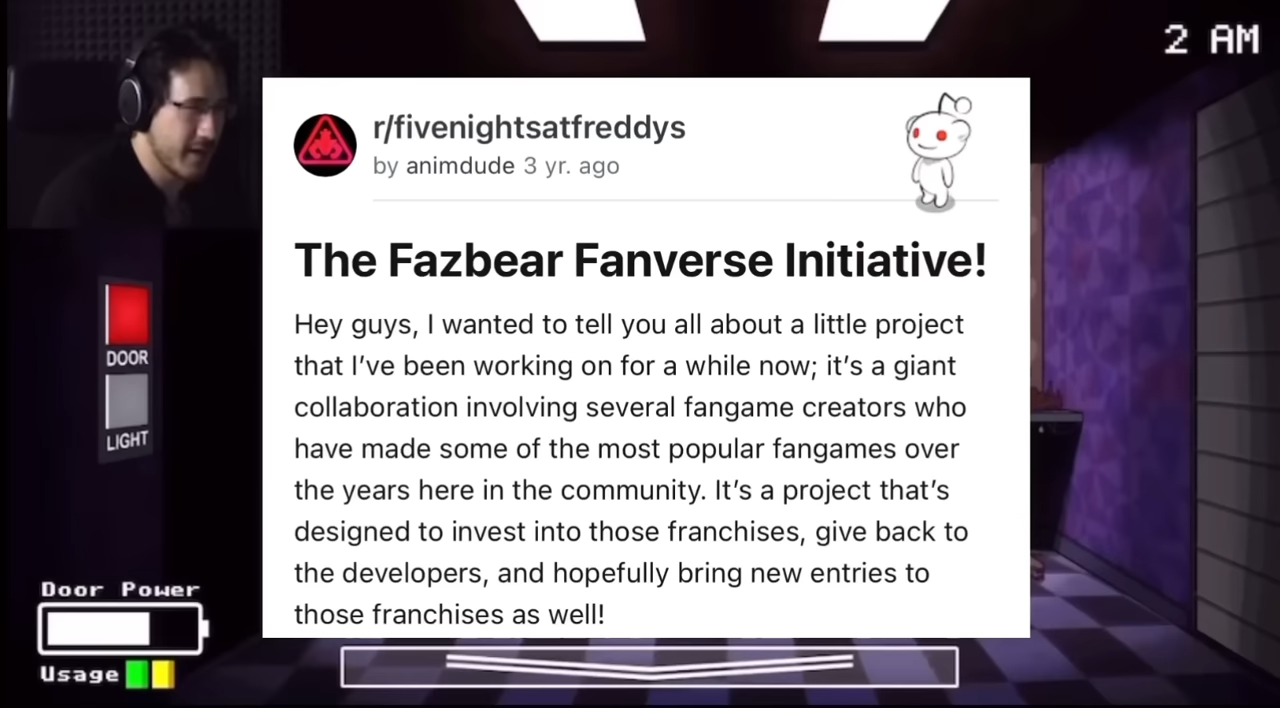 2 AM
r/fivenightsatfreddys
by animdude 3 yr. ago
The Fazbear Fanverse Initiative!
Hey guys, I wanted to tell you all about a little project
that I’ve been working on for a while now; it’s a giant
collaboration involving several fangame creators who
have made some of the most popular fangames over
the years here in the community. It’s a project that’s
designed to invest into those franchises, give back to
the developers, and hopefully bring new entries to
those franchises as well!
DOOR
LIGHT
Door Power
Usage